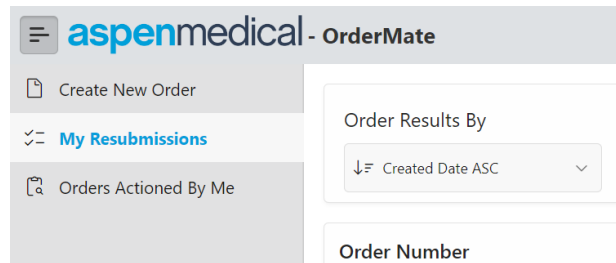 aspenmedical - OrderMate
Create New Order
My Resubmissions
Orders Actioned By Me
Order Results By
Created Date ASC
Order Number